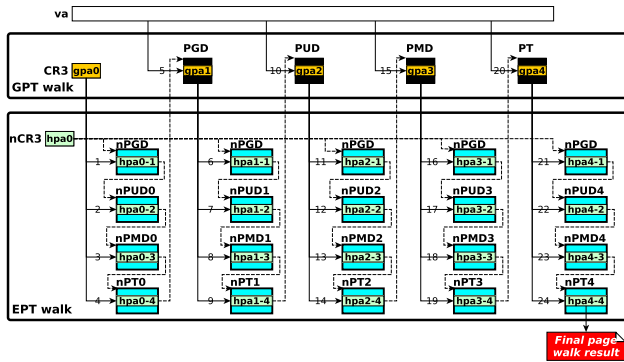 va
PGD PUD PMD PT
CR3 gpa0 5 gpa1 10 gpa2 15 gpa3 20 gpa4
GPT walk
nCR3 hpa0
nPGD nPGD nPGD nPGD nPGD
1 hpa0-1 6 hpa1-1 11 hpa2-1 16 hpa3-1 21 hpa4-1
nPUD0 nPUD1 nPUD2 nPUD3 nPUD4
2 hpa0-2 7 hpa1-2 12 hpa2-2 17 hpa3-2 22 hpa4-2
nPMD0 nPMD1 nPMD2 nPMD3 nPMD4
3 hpa0-3 8 hpa1-3 13 hpa2-3 18 hpa3-3 23 hpa4-3
nPT0 nPT1 nPT2 nPT3 nPT4
4 hpa0-4 9 hpa1-4 14 hpa2-4 19 hpa3-4 24 hpa4-4
EPT walk
Final page
walk result